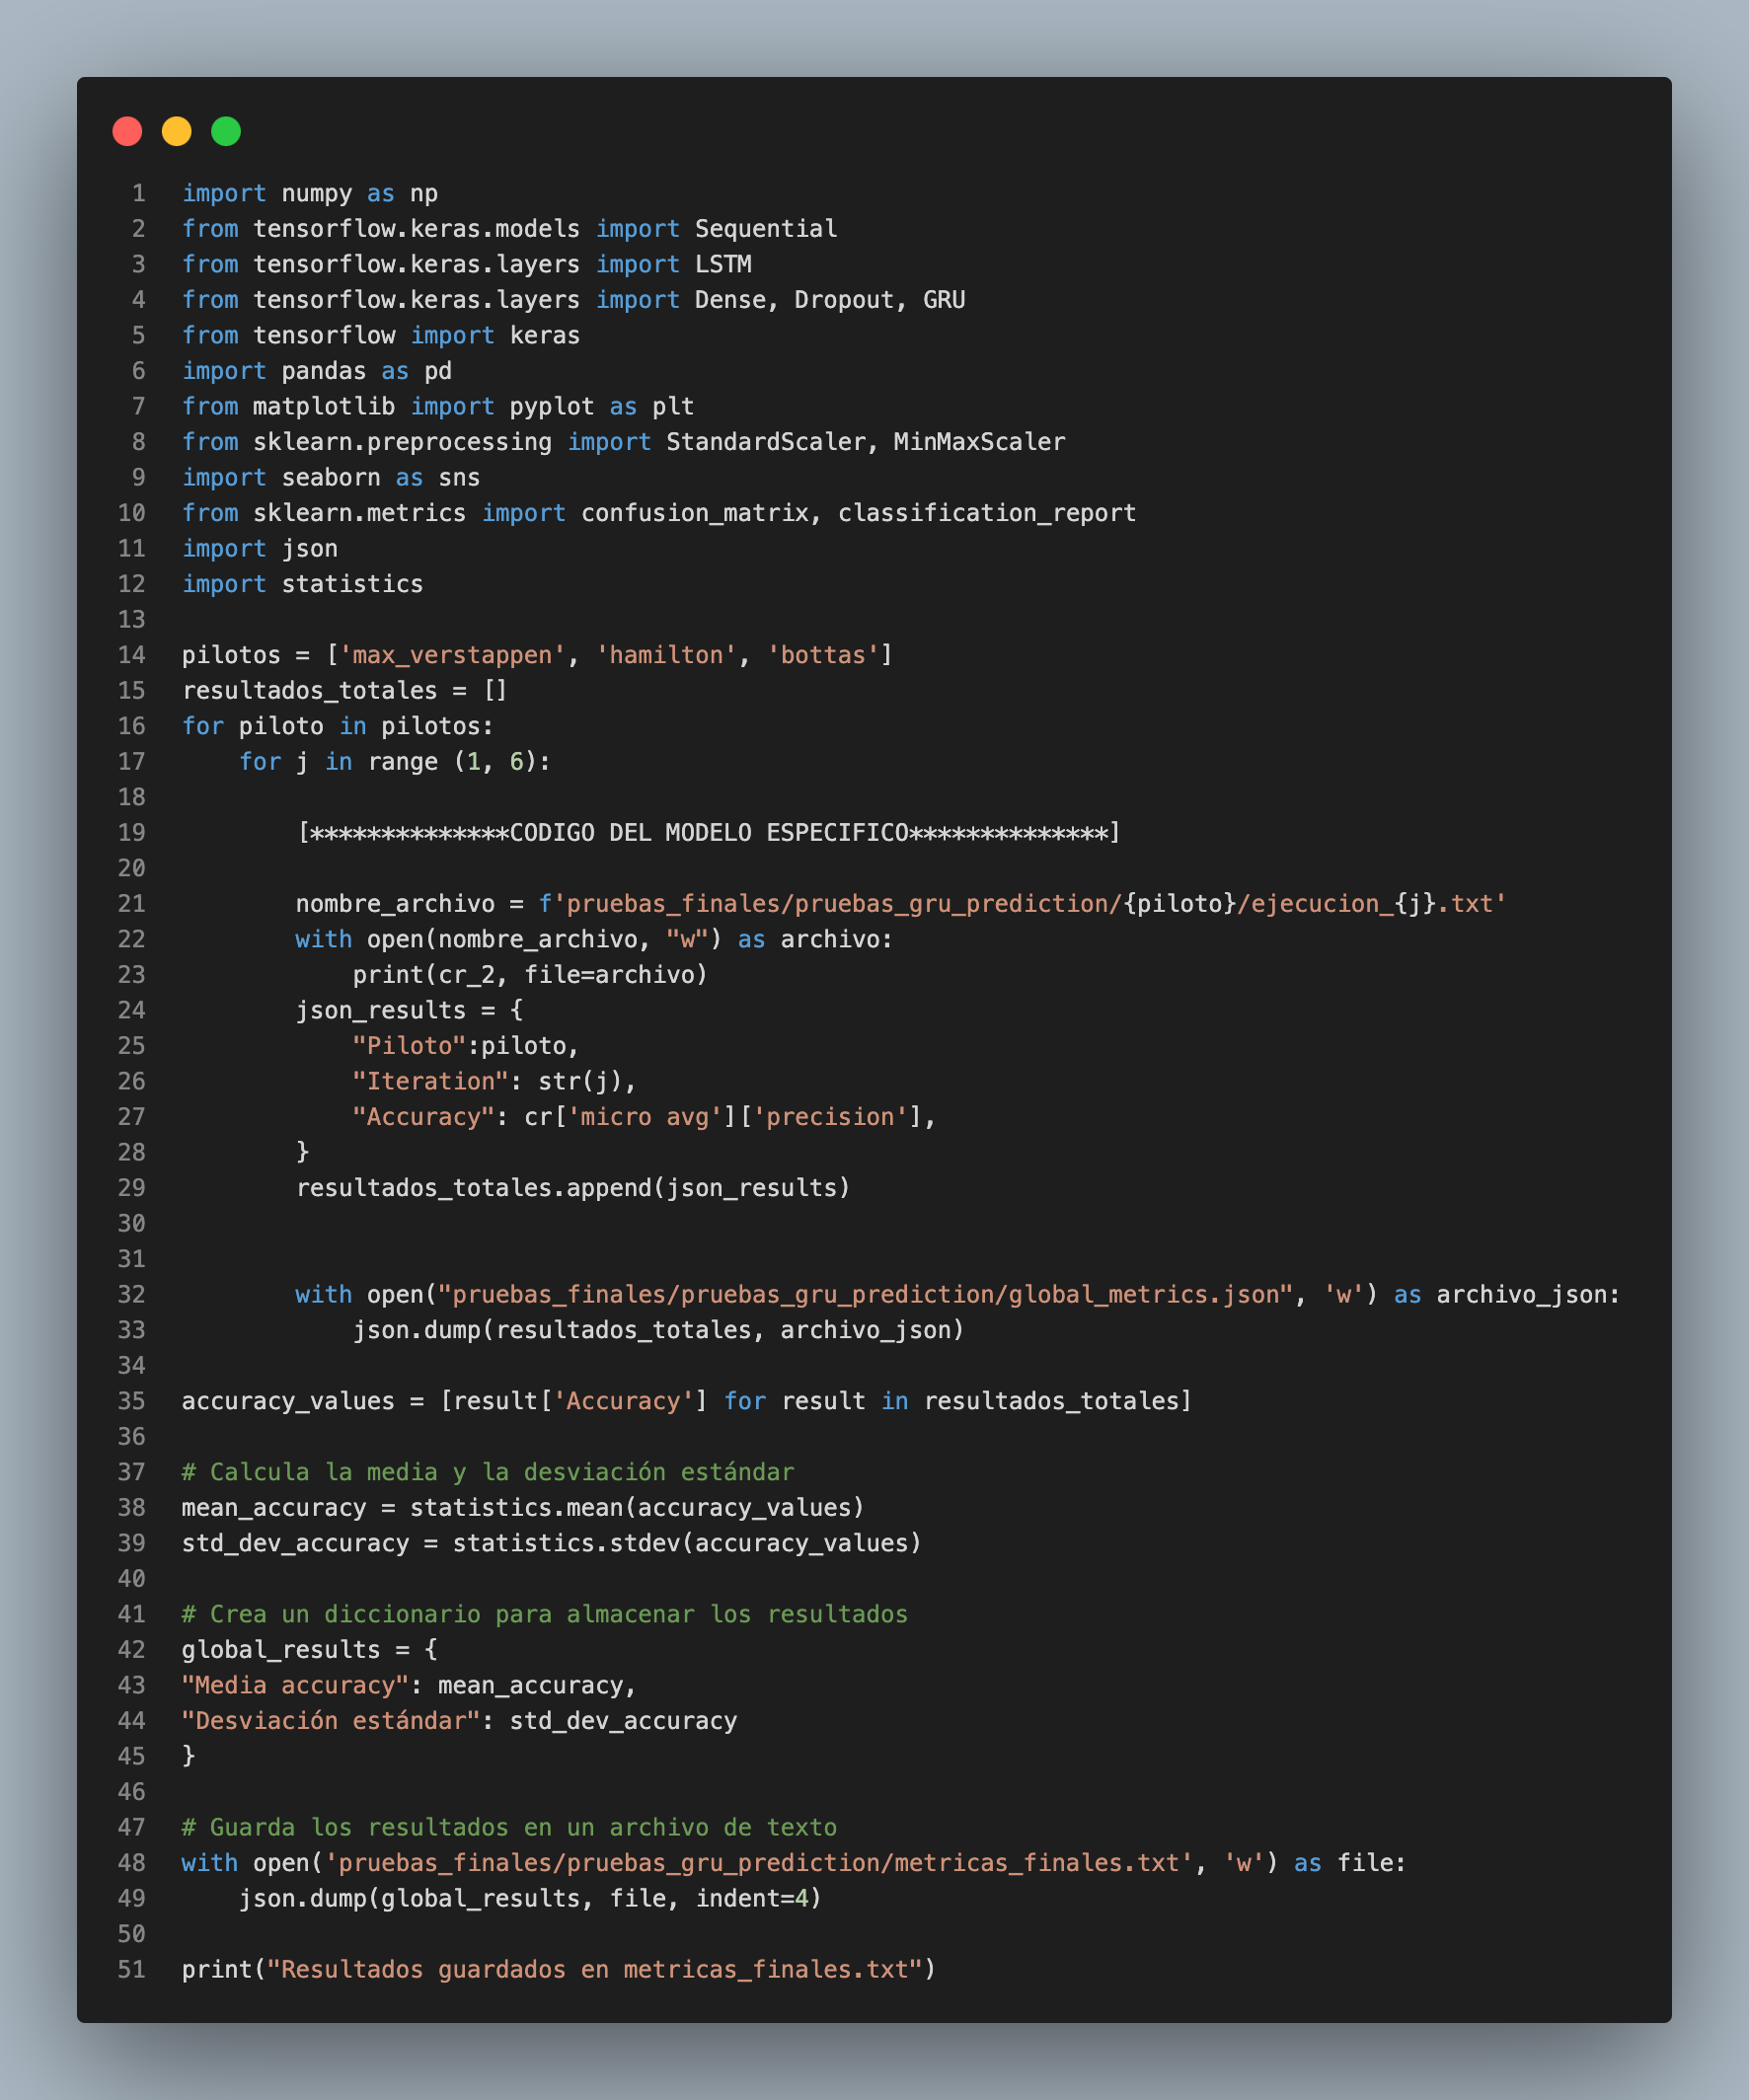 1 import numpy as np
2 from tensorflow.keras.models import Sequential
3 from tensorflow.keras.layers import LSTM
4 from tensorflow.keras.layers import Dense, Dropout, GRU
5 from tensorflow import keras
6 import pandas as pd
7 from matplotlib import pyplot as plt
8 from sklearn.preprocessing import StandardScaler, MinMaxScaler
9 import seaborn as sns
10 from sklearn.metrics import confusion_matrix, classification_report
11 import json
12 import statistics
13
14 pilotos = ['max_verstappen', 'hamilton', 'bottas']
15 resultados_totales = []
16 for piloto in pilotos:
17     for j in range (1, 6):
18
19         [**************CODIGO DEL MODELO ESPECIFICO**************]
20
21         nombre_archivo = f'pruebas_finales/pruebas_gru_prediction/{piloto}/ejecucion_{j}.txt'
22         with open(nombre_archivo, "w") as archivo:
23             print(cr_2, file=archivo)
24         json_results = {
25             "Piloto":piloto,
26             "Iteration": str(j),
27             "Accuracy": cr['micro avg']['precision'],
28         }
29         resultados_totales.append(json_results)
30
31
32         with open("pruebas_finales/pruebas_gru_prediction/global_metrics.json", 'w') as archivo_json:
33             json.dump(resultados_totales, archivo_json)
34
35 accuracy_values = [result['Accuracy'] for result in resultados_totales]
36
37 # Calcula la media y la desviación estándar
38 mean_accuracy = statistics.mean(accuracy_values)
39 std_dev_accuracy = statistics.stdev(accuracy_values)
40
41 # Crea un diccionario para almacenar los resultados
42 global_results = {
43 "Media accuracy": mean_accuracy,
44 "Desviación estándar": std_dev_accuracy
45 }
46
47 # Guarda los resultados en un archivo de texto
48 with open('pruebas_finales/pruebas_gru_prediction/metricas_finales.txt', 'w') as file:
49     json.dump(global_results, file, indent=4)
50
51 print("Resultados guardados en metricas_finales.txt")